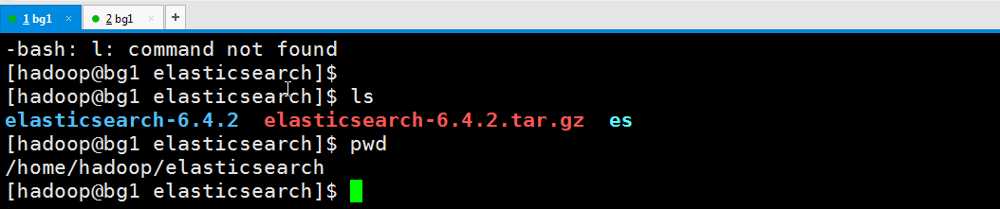 1 bg1 × 2 bg1 × +
-bash: l: command not found
[hadoop@bg1 elasticsearch]$
[hadoop@bg1 elasticsearch]$ ls
elasticsearch-6.4.2  elasticsearch-6.4.2.tar.gz  es
[hadoop@bg1 elasticsearch]$ pwd
/home/hadoop/elasticsearch
[hadoop@bg1 elasticsearch]$